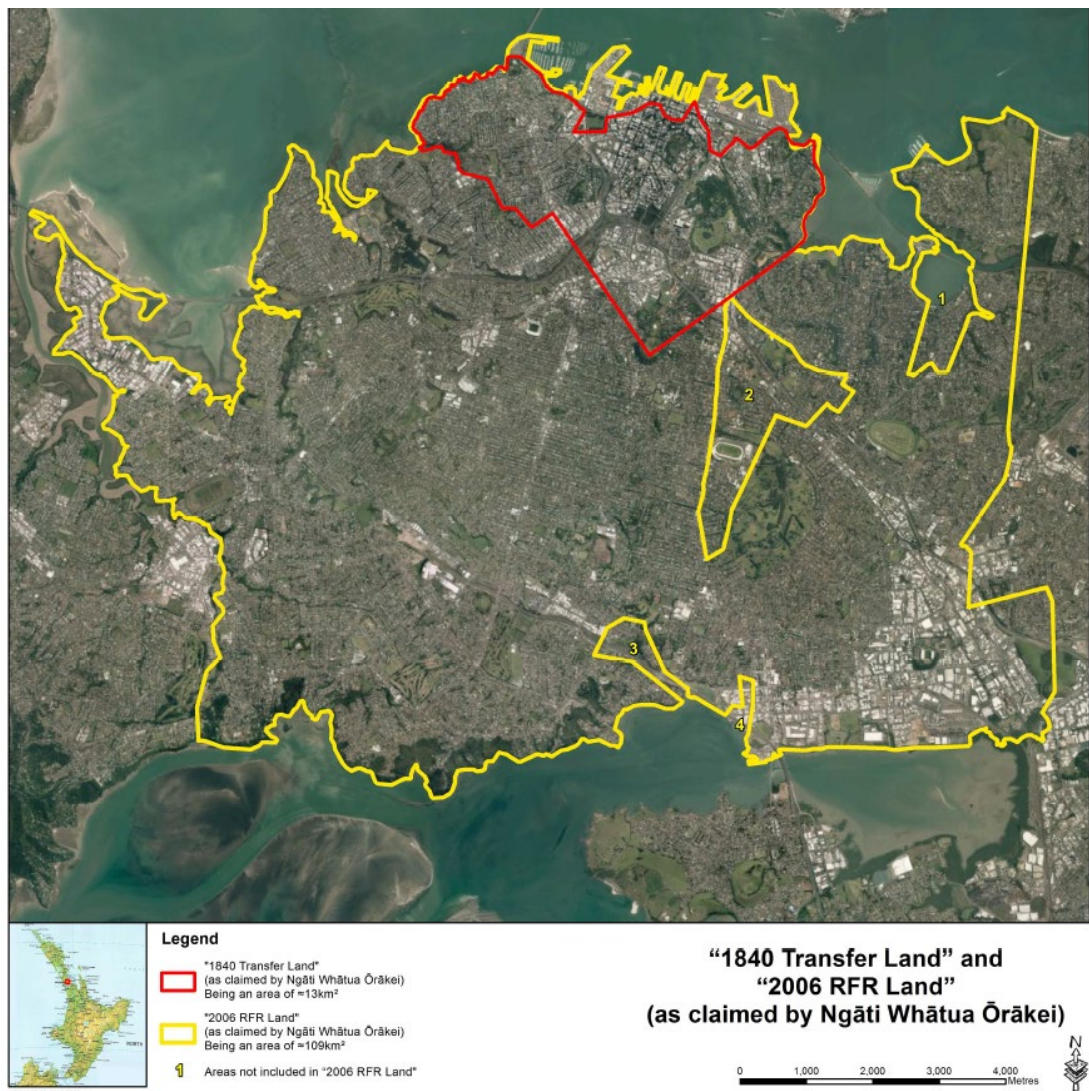 1
2
3
4
Legend
"1840 Transfer Land"
(as claimed by Ngāti Whātua Ōrākei)
Being an area of ≈13km²
"2006 RFR Land"
(as claimed by Ngāti Whātua Ōrākei)
Being an area of ≈109km²
1 Areas not included in "2006 RFR Land"
“1840 Transfer Land” and
“2006 RFR Land”
(as claimed by Ngāti Whātua Ōrākei)
N
0 1,000 2,000 3,000 4,000
Metres